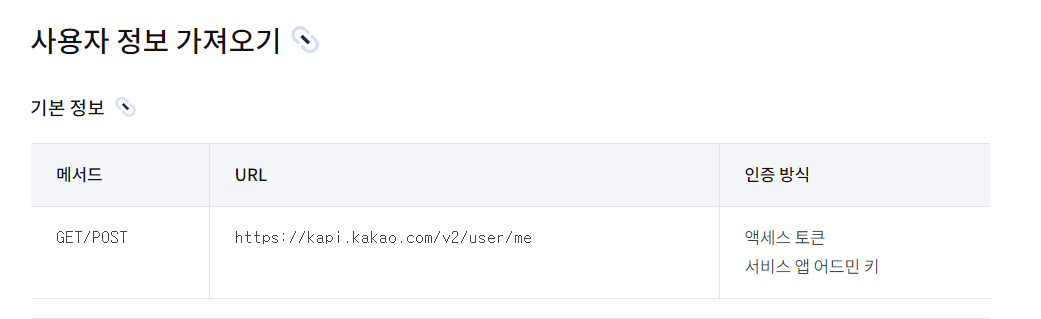 사용자 정보 가져오기
기본 정보
메서드 URL 인증 방식
GET/POST https://kapi.kakao.com/v2/user/me 액세스 토큰
서비스 앱 어드민 키